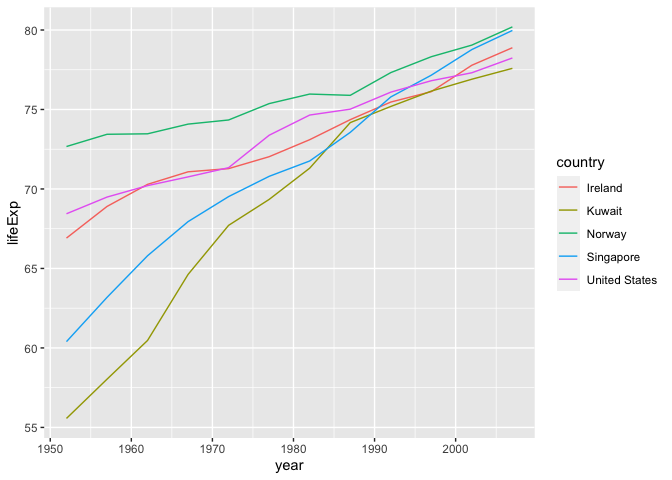 80
75
70
65
60
55
lifeExp
1950 1960 1970 1980 1990 2000
year
country
Ireland
Kuwait
Norway
Singapore
United States